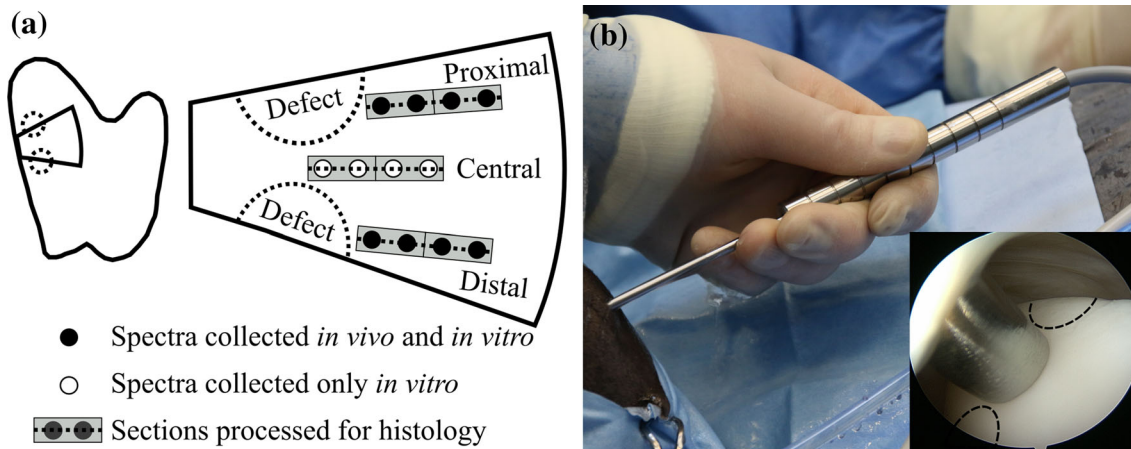 (a)
Proximal
Defect
Central
Defect
Distal
Spectra collected in vivo and in vitro
Spectra collected only in vitro
Sections processed for histology
(b)